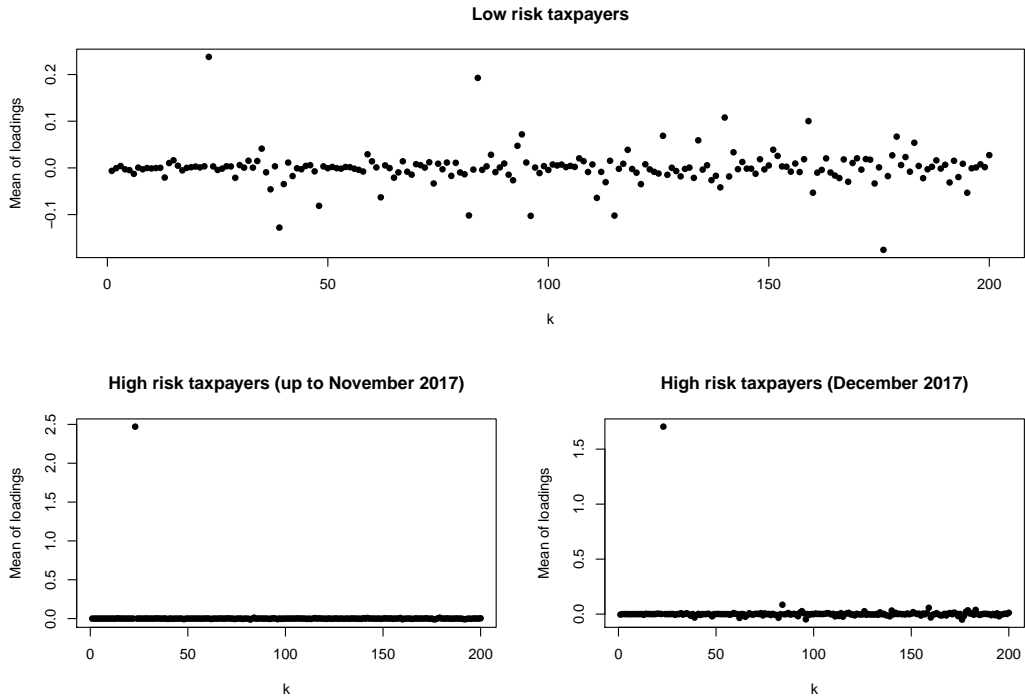 Low risk taxpayers
Mean of loadings
0.2
0.1
0.0
−0.1
0 50 100 150 200
k
High risk taxpayers (up to November 2017)
Mean of loadings
2.5
2.0
1.5
1.0
0.5
0.0
0 50 100 150 200
k
High risk taxpayers (December 2017)
Mean of loadings
1.5
1.0
0.5
0.0
0 50 100 150 200
k